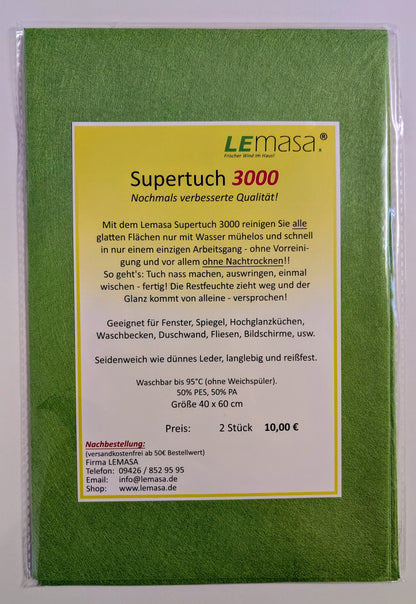 LEmasa®
Frischer Wind im Haus!
Supertuch 3000
Nochmals verbesserte Qualität!
Mit dem Lemasa Supertuch 3000 reinigen Sie alle
glatten Flächen nur mit Wasser mühelos und schnell
in nur einem einzigen Arbeitsgang - ohne Vorreini-
gung und vor allem ohne Nachtrocknen!!
So geht's: Tuch nass machen, auswringen, einmal
wischen - fertig! Die Restfeuchte zieht weg und der
Glanz kommt von alleine - versprochen!
Geeignet für Fenster, Spiegel, Hochglanzküchen,
Waschbecken, Duschwand, Fliesen, Bildschirme, usw.
Seidenweich wie dünnes Leder, langlebig und reißfest.
Waschbar bis 95°C (ohne Weichspüler).
50% PES, 50% PA
Größe 40 x 60 cm
Preis: 2 Stück 10,00 €
Nachbestellung:
(versandkostenfrei ab 50€ Bestellwert)
Firma LEMASA
Telefon: 09426 / 852 95 95
Email: info@lemasa.de
Shop: www.lemasa.de